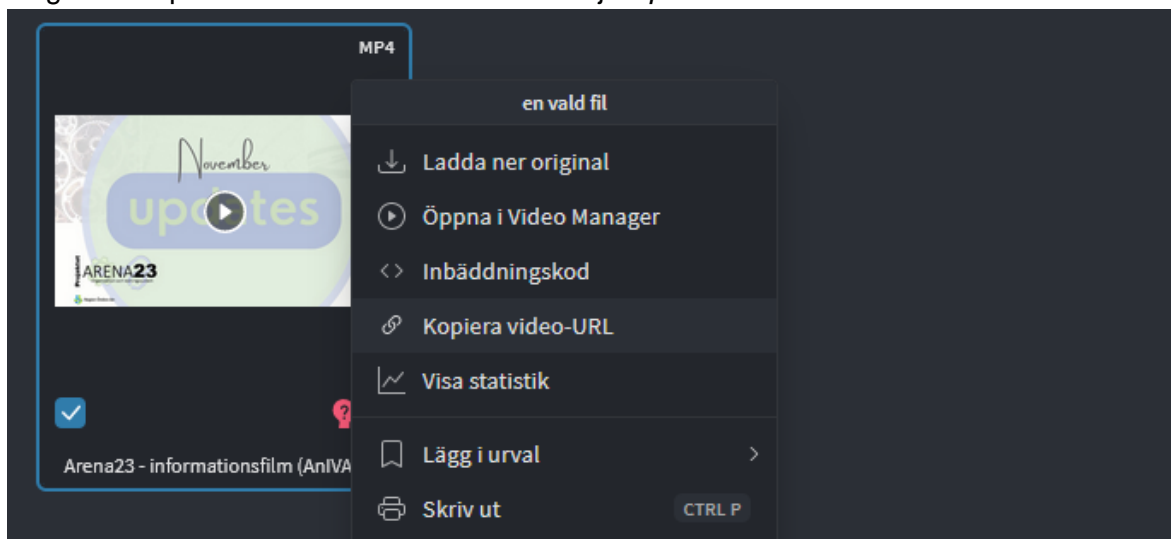 MP4
en vald fil
November
updates
ARENA23
Ladda ner original
Öppna i Video Manager
Inbäddningskod
Kopiera video-URL
Visa statistik
Lägg i urval
Skriv ut CTRL P
Arena23 - informationsfilm (AnIVA